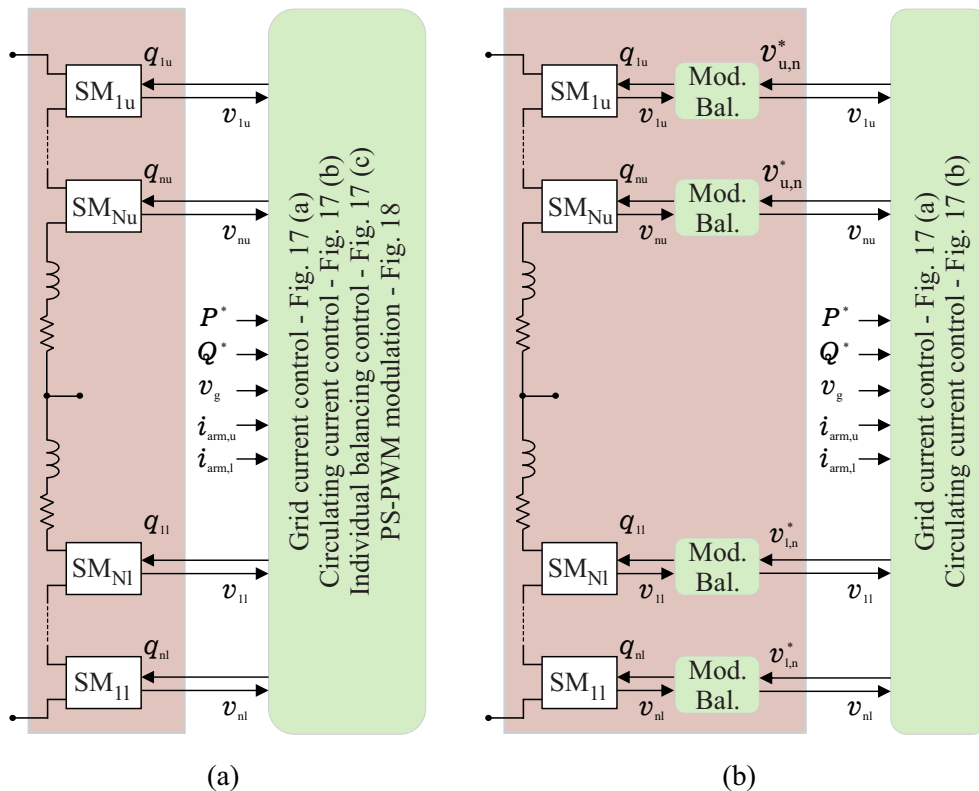 q1u
SM1u
v1u
qnu
SMNu
vnu
P*
Q*
vg
iarm,u
iarm,l
q1l
SMNl
v1l
qnl
SM1l
vnl
Grid current control - Fig. 17 (a)
Circulating current control - Fig. 17 (b)
Individual balancing control - Fig. 17 (c)
PS-PWM modulation - Fig. 18
(a)
q1u
v*u,n
SM1u
Mod.
Bal.
v1u
v1u
qnu
v*u,n
SMNu
Mod.
Bal.
vnu
vnu
P*
Q*
vg
iarm,u
iarm,l
q1l
v*l,n
SMNl
Mod.
Bal.
v1l
v1l
qnl
v*l,n
SM1l
Mod.
Bal.
vnl
vnl
Grid current control - Fig. 17 (a)
Circulating current control - Fig. 17 (b)
(b)